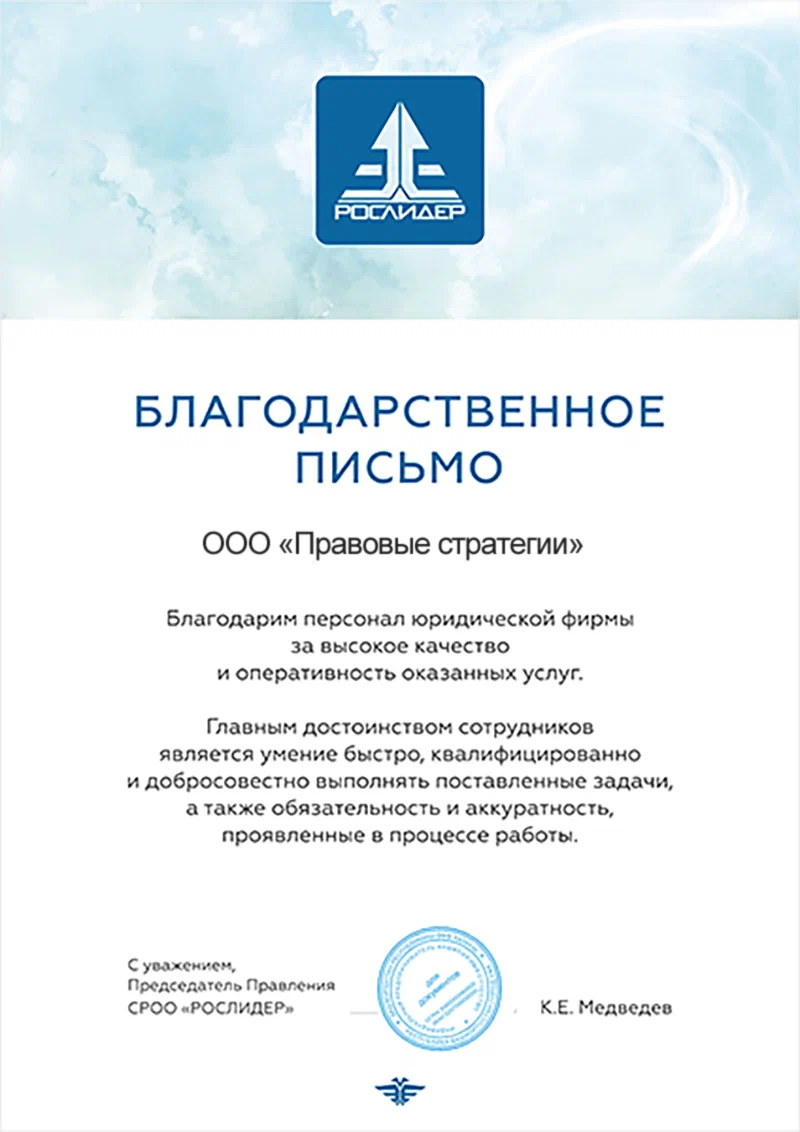 РОСЛИДЕР
БЛАГОДАРСТВЕННОЕ
ПИСЬМО
ООО «Правовые стратегии»
Благодарим персонал юридической фирмы
за высокое качество
и оперативность оказанных услуг.
Главным достоинством сотрудников
является умение быстро, квалифицированно
и добросовестно выполнять поставленные задачи,
а также обязательность и аккуратность,
проявленные в процессе работы.
С уважением,
Председатель Правления
СРОО «РОСЛИДЕР»
для
документов
К.Е. Медведев